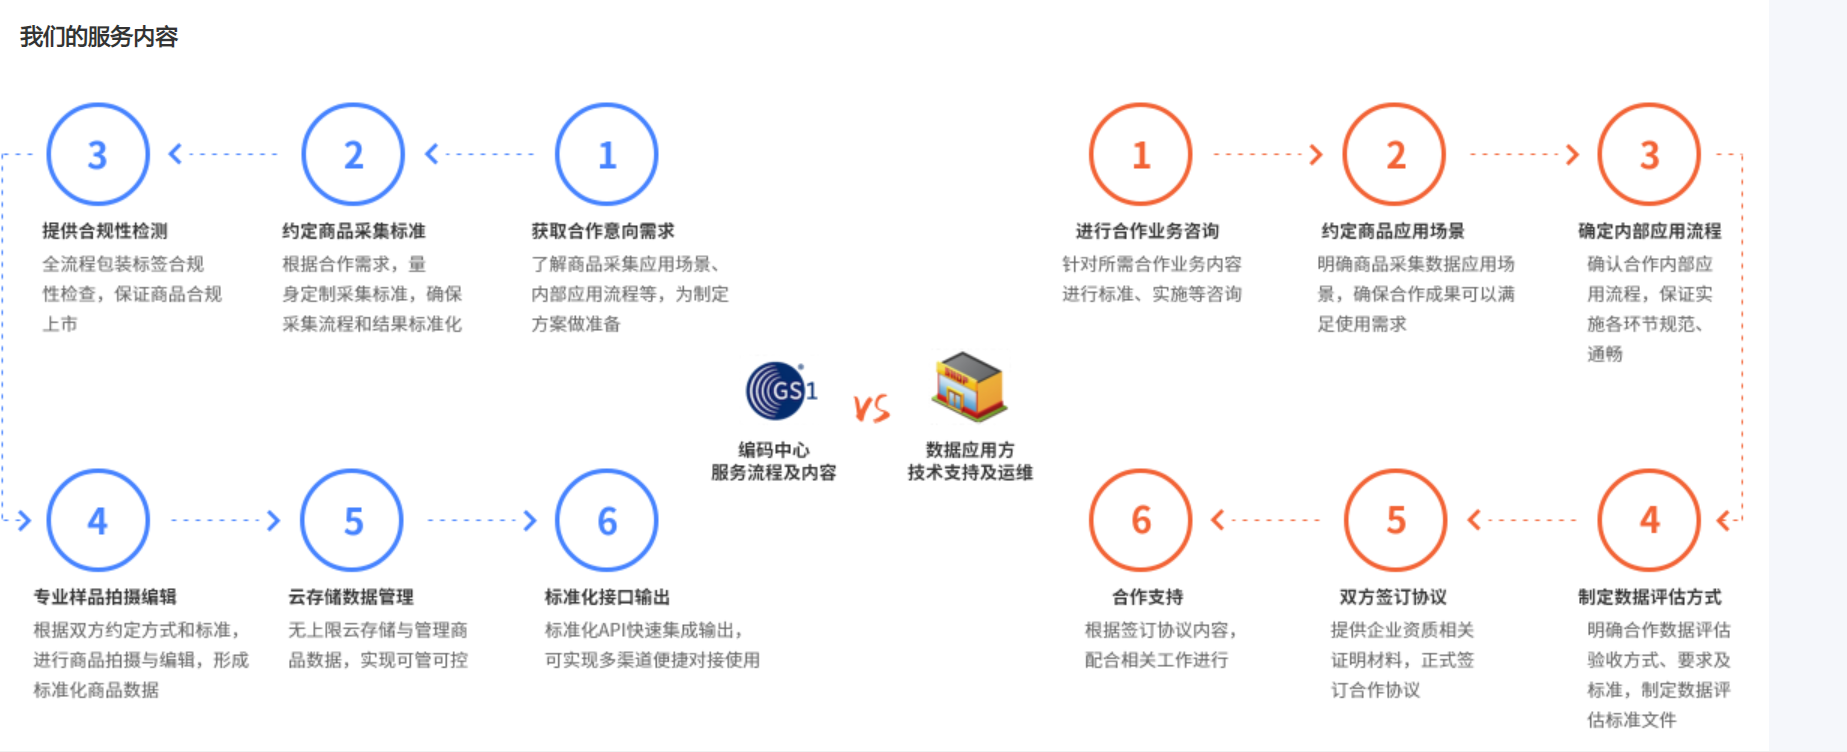 我们的服务内容
3
提供合规性检测
全流程包装标签合规
性检查，保证商品合规
上市
2
约定商品采集标准
根据合作需求，量
身定制采集标准，确保
采集流程和结果标准化
1
获取合作意向需求
了解商品采集应用场景、
内部应用流程等，为制定
方案做准备
1
进行合作业务咨询
针对所需合作业务内容
进行标准、实施等咨询
2
约定商品应用场景
明确商品采集数据应用场
景，确保合作成果可以满
足使用需求
3
确定内部应用流程
确认合作内部应
用流程，保证实
施各环节规范、
通畅
GS1
®
编码中心
服务流程及内容
VS
SHOP
数据应用方
技术支持及运维
4
专业样品拍摄编辑
根据双方约定方式和标准，
进行商品拍摄与编辑，形成
标准化商品数据
5
云存储数据管理
无上限云存储与管理商
品数据，实现可管可控
6
标准化接口输出
标准化API快速集成输出，
可实现多渠道便捷对接使用
6
合作支持
根据签订协议内容，
配合相关工作进行
5
双方签订协议
提供企业资质相关
证明材料，正式签
订合作协议
4
制定数据评估方式
明确合作数据评估
验收方式、要求及
标准，制定数据评
估标准文件